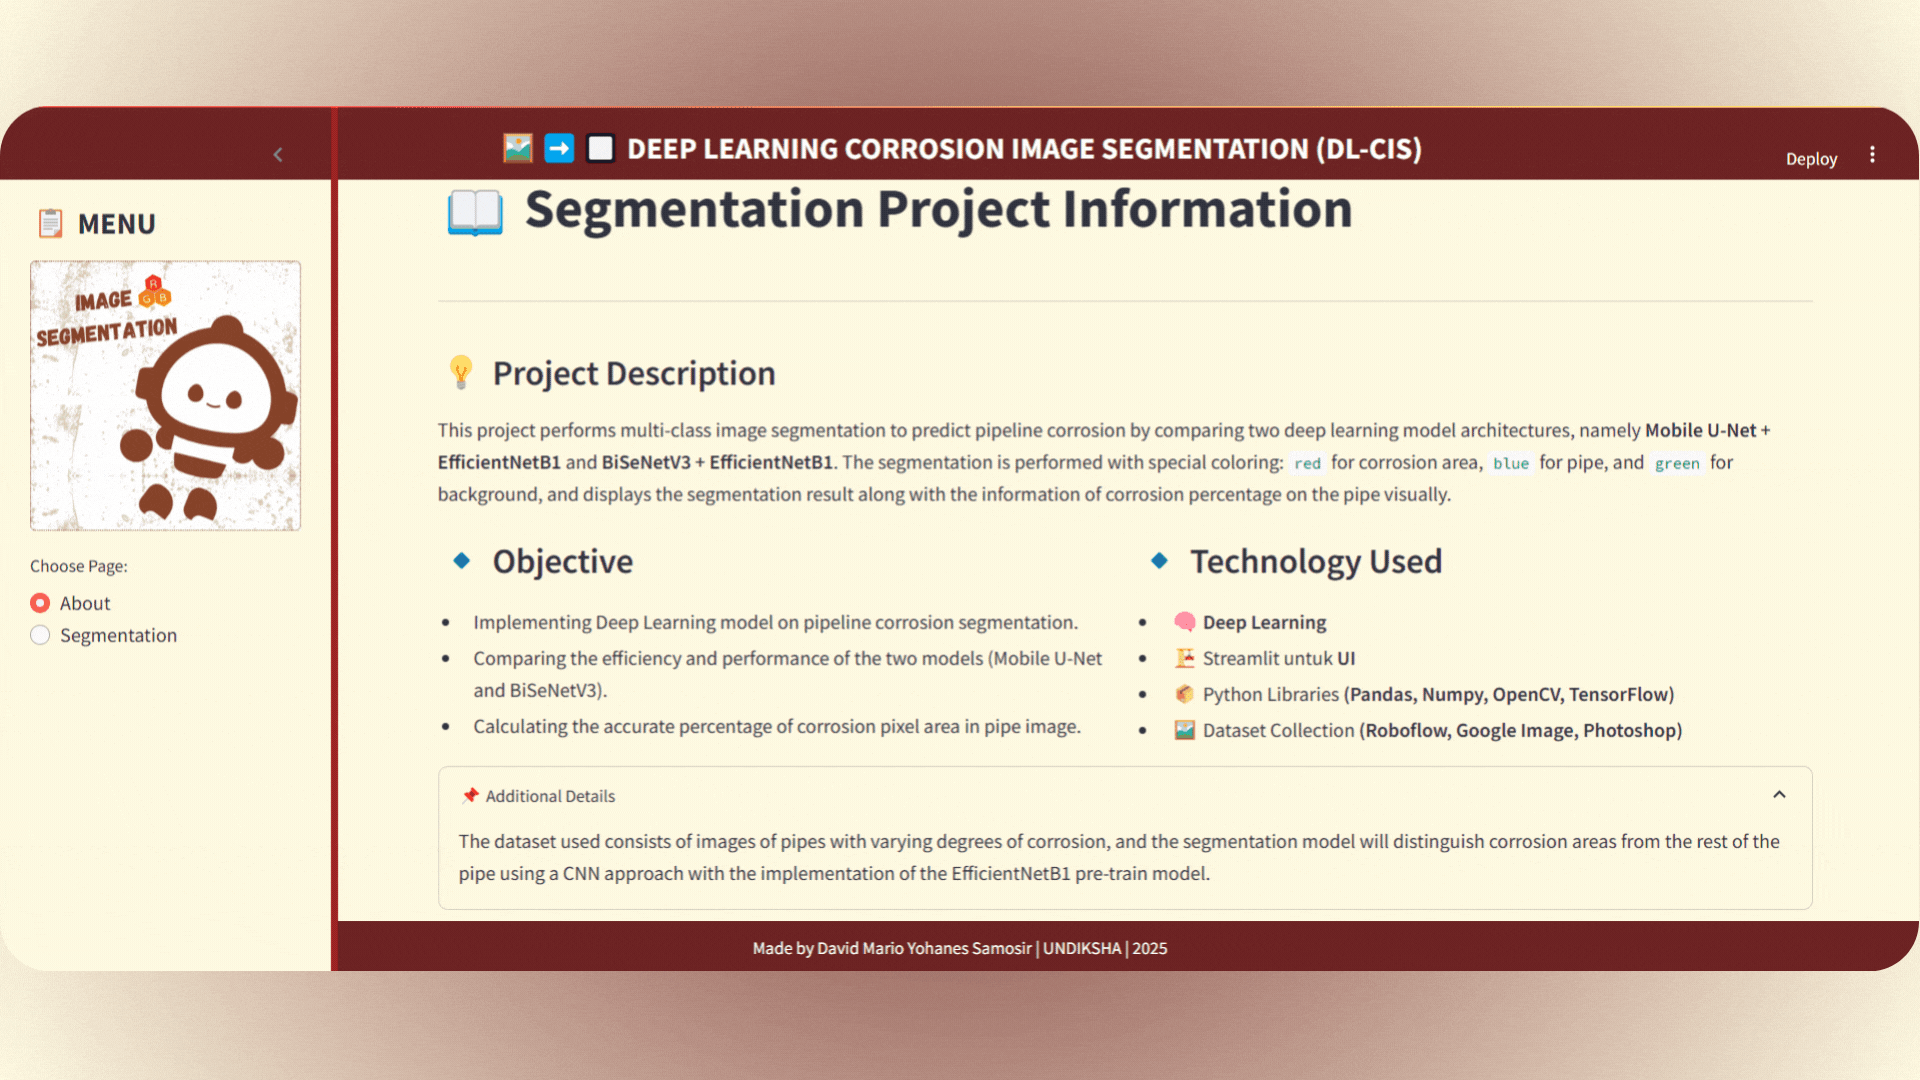 DEEP LEARNING CORROSION IMAGE SEGMENTATION (DL-CIS)
Deploy
MENU
IMAGE
R
G B
SEGMENTATION
Choose Page:
About
Segmentation
Segmentation Project Information
Project Description
This project performs multi-class image segmentation to predict pipeline corrosion by comparing two deep learning model architectures, namely Mobile U-Net +
EfficientNetB1 and BiSeNetV3 + EfficientNetB1. The segmentation is performed with special coloring: red for corrosion area, blue for pipe, and green for
background, and displays the segmentation result along with the information of corrosion percentage on the pipe visually.
Objective
Implementing Deep Learning model on pipeline corrosion segmentation.
Comparing the efficiency and performance of the two models (Mobile U-Net
and BiSeNetV3).
Calculating the accurate percentage of corrosion pixel area in pipe image.
Technology Used
Deep Learning
Streamlit untuk UI
Python Libraries (Pandas, Numpy, OpenCV, TensorFlow)
Dataset Collection (Roboflow, Google Image, Photoshop)
Additional Details
The dataset used consists of images of pipes with varying degrees of corrosion, and the segmentation model will distinguish corrosion areas from the rest of the
pipe using a CNN approach with the implementation of the EfficientNetB1 pre-train model.
Made by David Mario Yohanes Samosir | UNDIKSHA | 2025